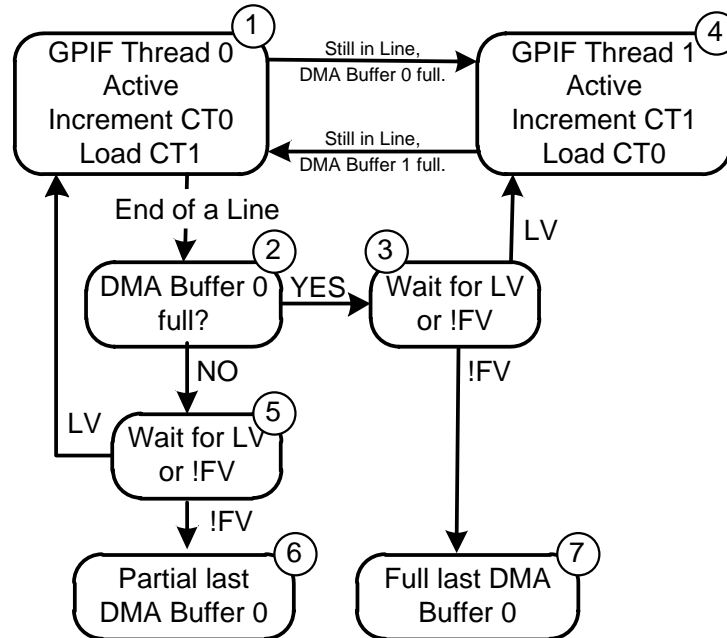 1
GPIF Thread 0
Active
Increment CT0
Load CT1
Still in Line,
DMA Buffer 0 full.
Still in Line,
DMA Buffer 1 full.
4
GPIF Thread 1
Active
Increment CT1
Load CT0
End of a Line
LV
2
DMA Buffer 0
full?
YES
3
Wait for LV
or !FV
NO
!FV
LV
5
Wait for LV
or !FV
!FV
6
Partial last
DMA Buffer 0
7
Full last DMA
Buffer 0